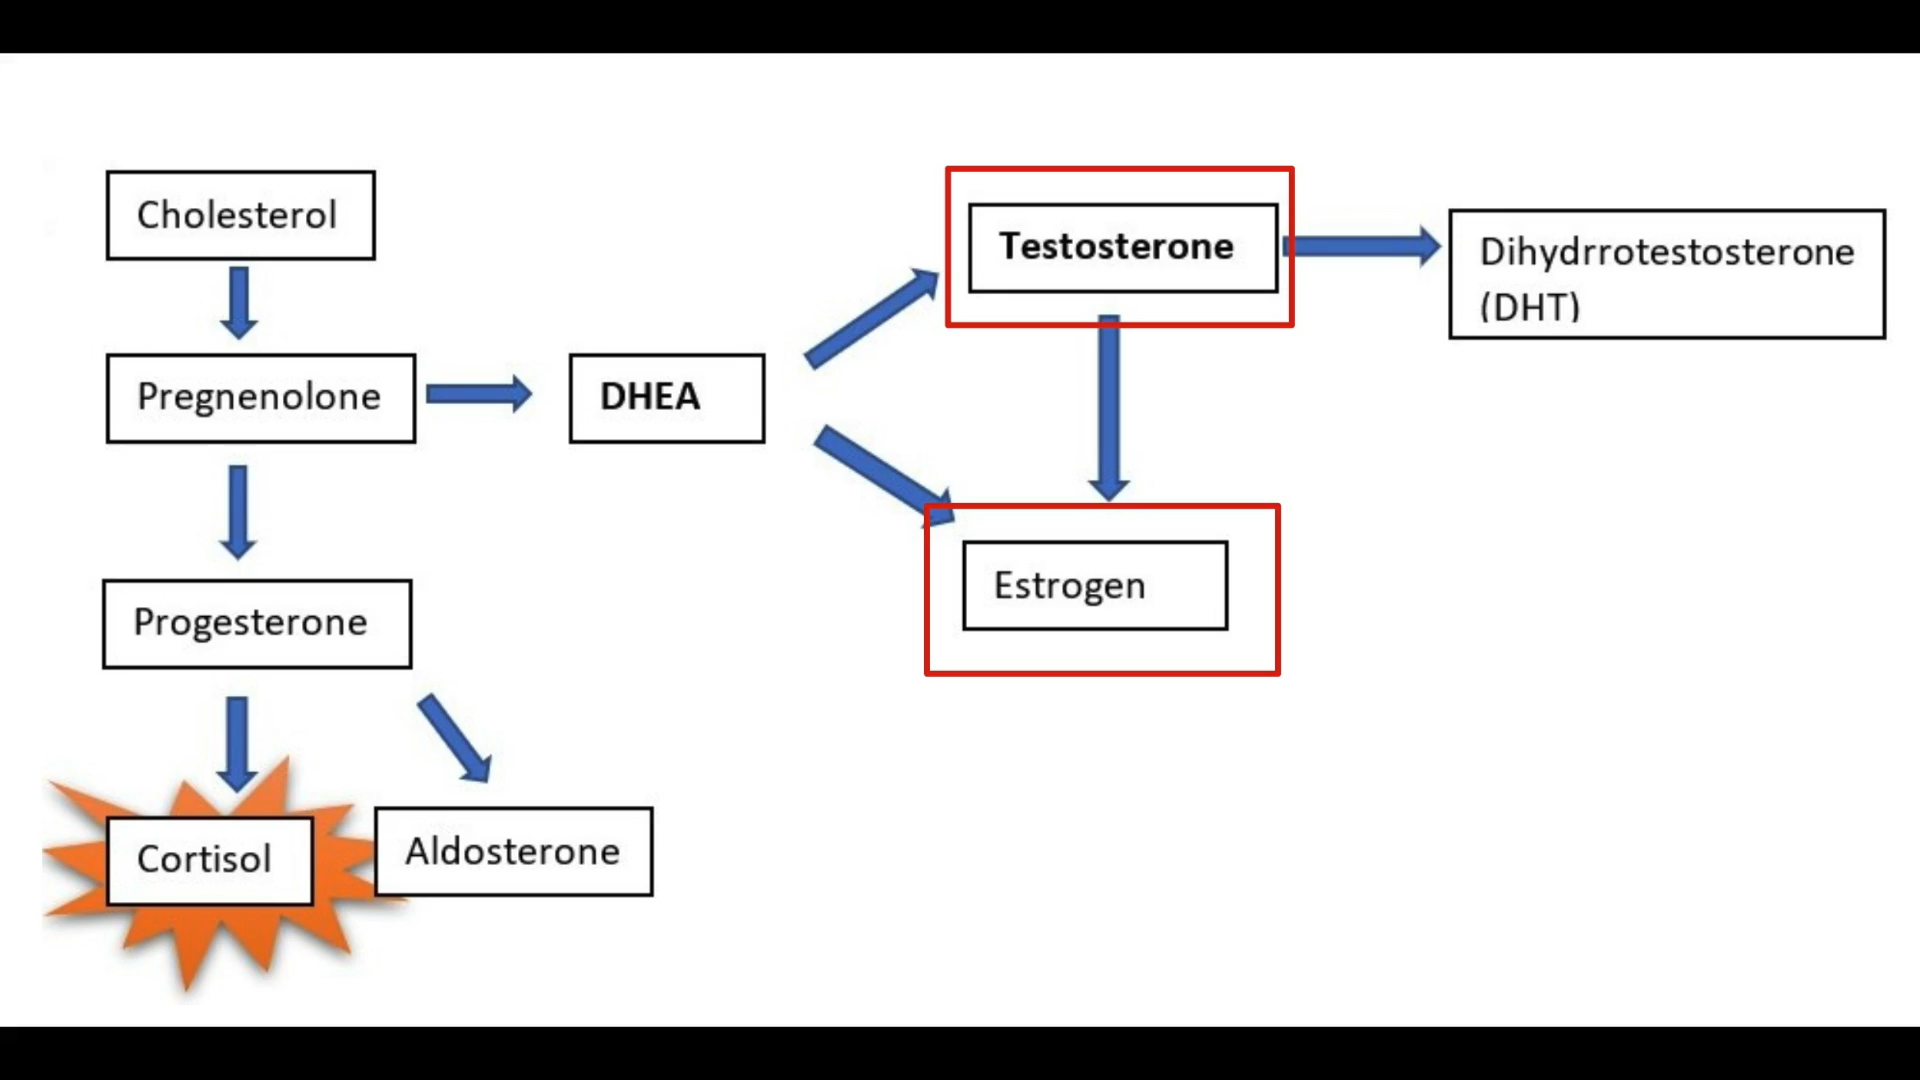 Cholesterol
Testosterone
Dihydrrotestosterone
(DHT)
Pregnenolone
DHEA
Estrogen
Progesterone
Cortisol
Aldosterone